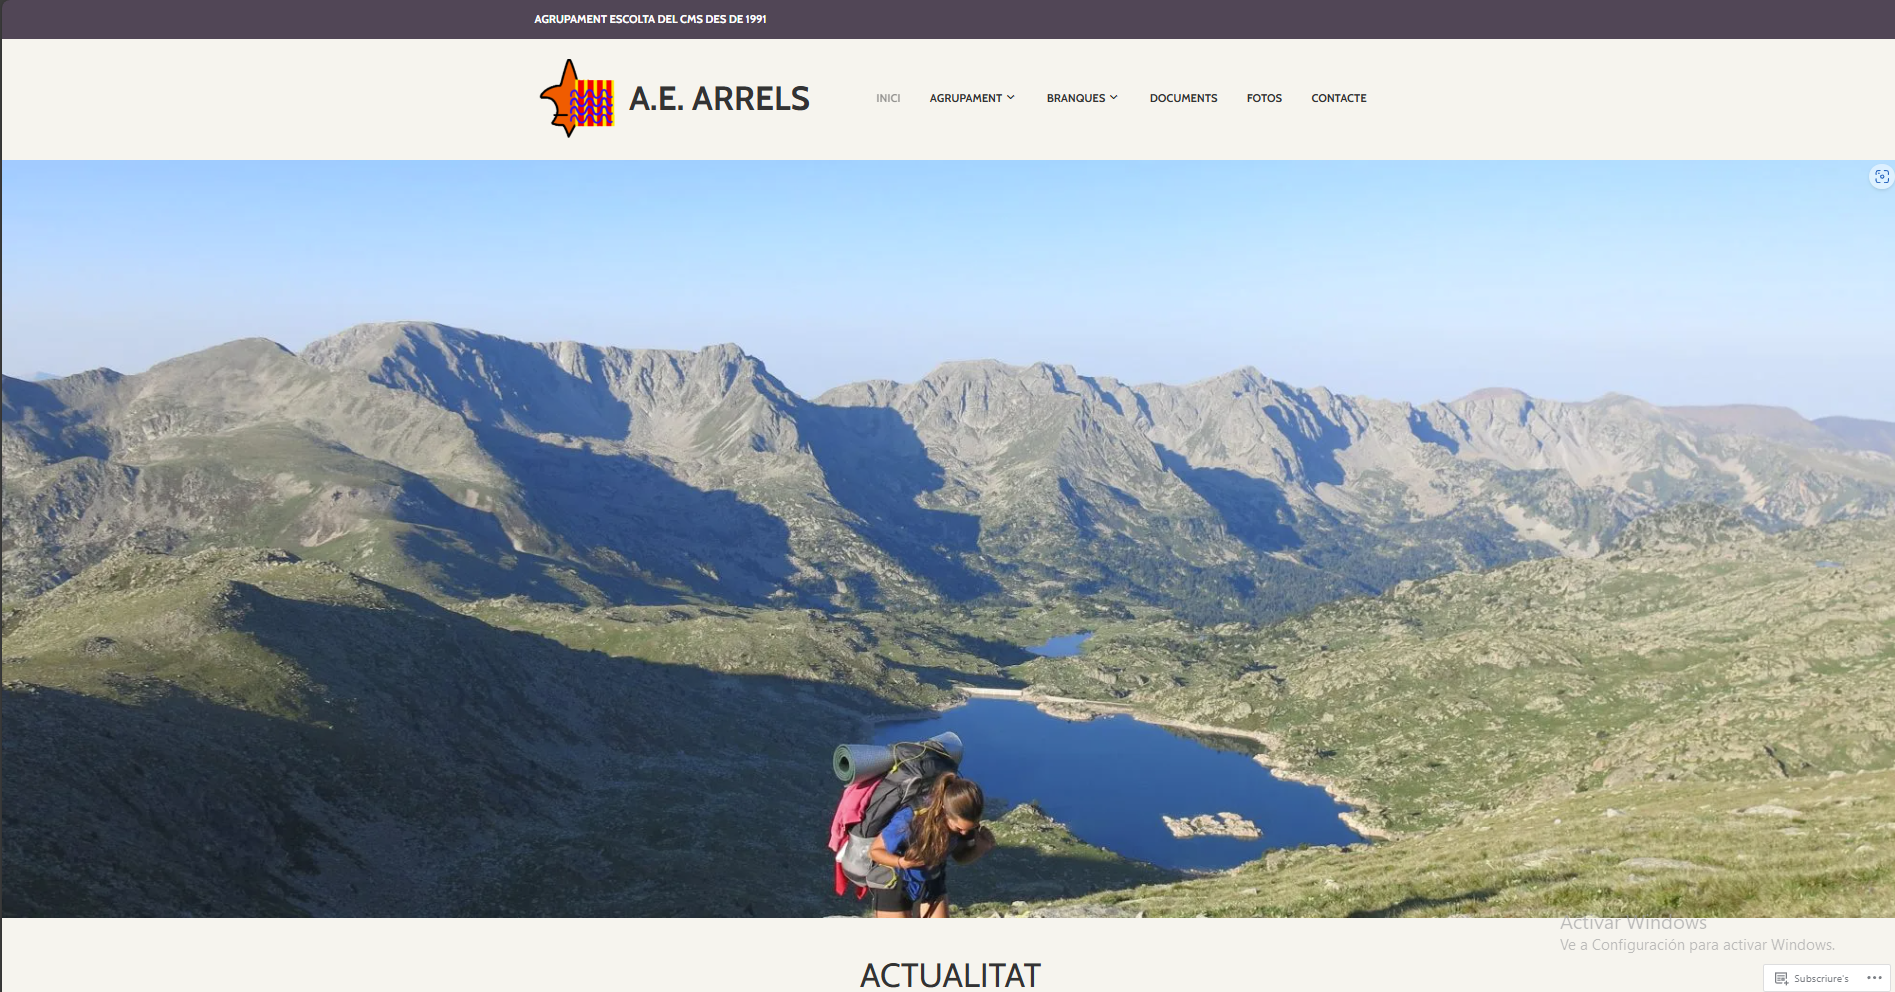 AGRUPAMENT ESCOLTA DEL CMS DES DE 1991
A.E. ARRELS
INICI
AGRUPAMENT
BRANQUES
DOCUMENTS
FOTOS
CONTACTE
Activar Windows
Ve a Configuración para activar Windows.
ACTUALITAT
Subscriure's